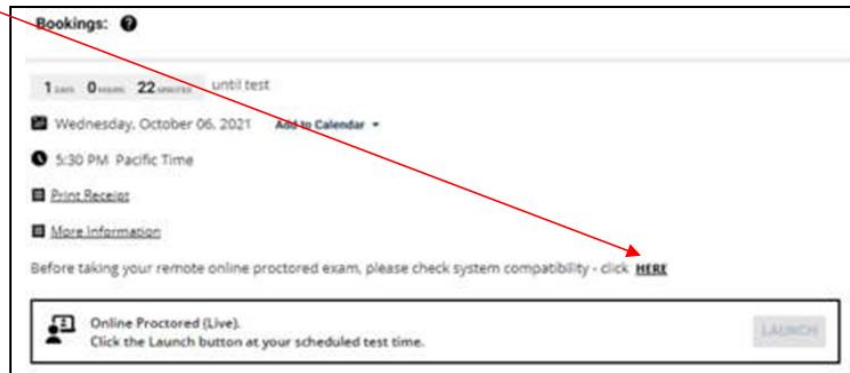 Bookings: ?
1 DAYS 0 HOURS 22 MINUTES until test
Wednesday, October 06, 2021 Add to Calendar
5:30 PM Pacific Time
Print Receipt
More Information
Before taking your remote online proctored exam, please check system compatibility - click HERE
Online Proctored (Live).
Click the Launch button at your scheduled test time.
LAUNCH